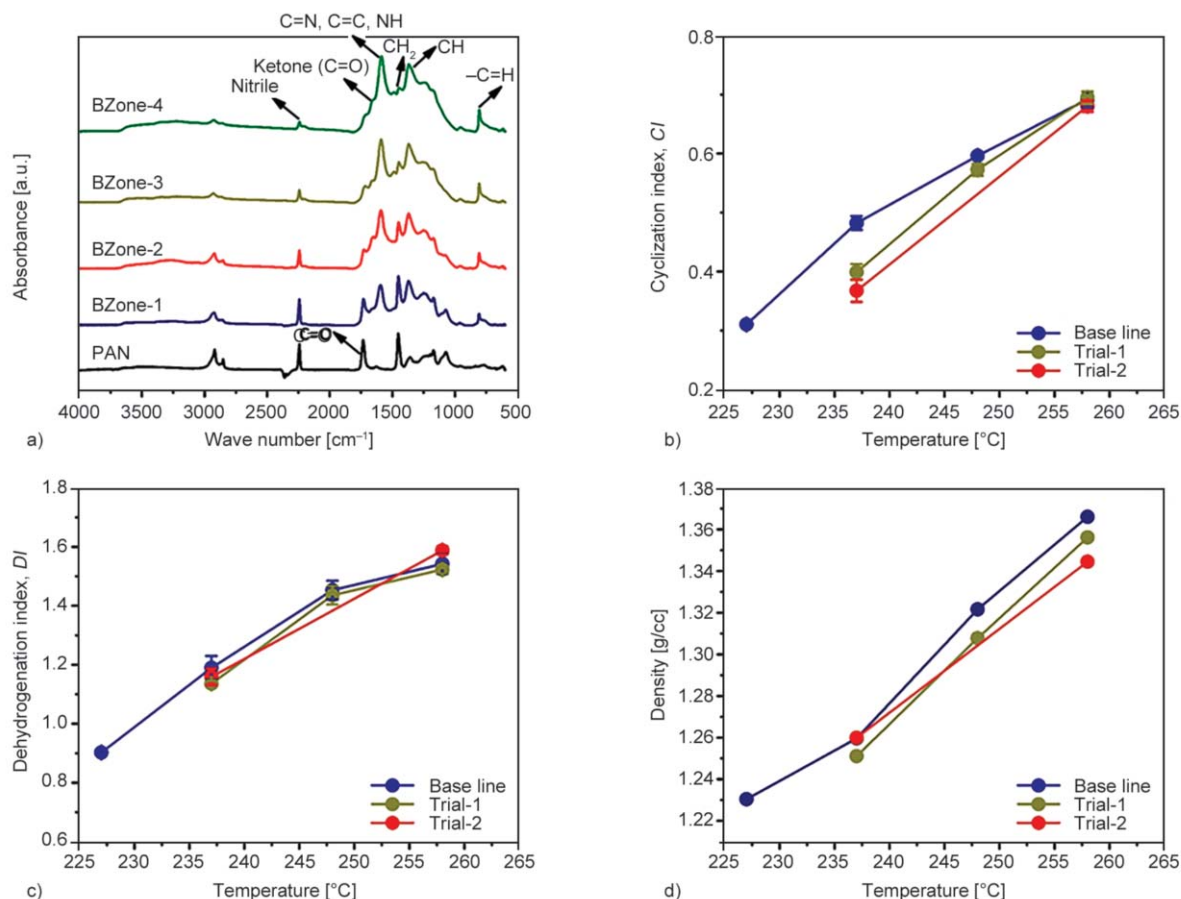 C=N, C=C, NH
CH₂
CH
Ketone (C=O)
Nitrile
–C=H
BZone-4
BZone-3
BZone-2
BZone-1
PAN
C=O
Absorbance [a.u.]
4000 3500 3000 2500 2000 1500 1000 500
Wave number [cm⁻¹]
a)
Cyclization index, CI
0.8
0.6
0.4
0.2
Base line
Trial-1
Trial-2
225 230 235 240 245 250 255 260 265
Temperature [°C]
b)
Dehydrogenation index, DI
1.8
1.6
1.4
1.2
1.0
0.8
0.6
Base line
Trial-1
Trial-2
225 230 235 240 245 250 255 260 265
Temperature [°C]
c)
Density [g/cc]
1.38
1.36
1.34
1.32
1.30
1.28
1.26
1.24
1.22
Base line
Trial-1
Trial-2
225 230 235 240 245 250 255 260 265
Temperature [°C]
d)